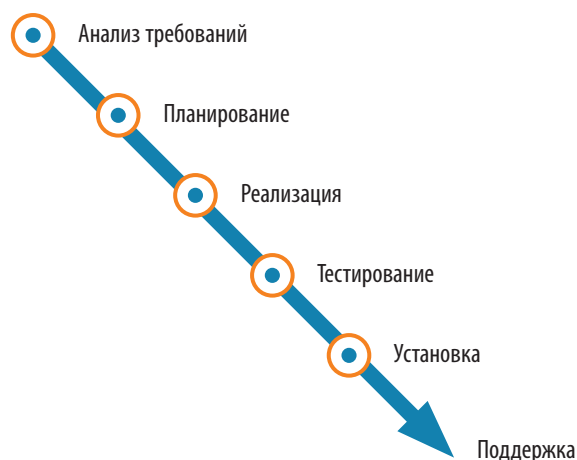 Анализ требований
Планирование
Реализация
Тестирование
Установка
Поддержка